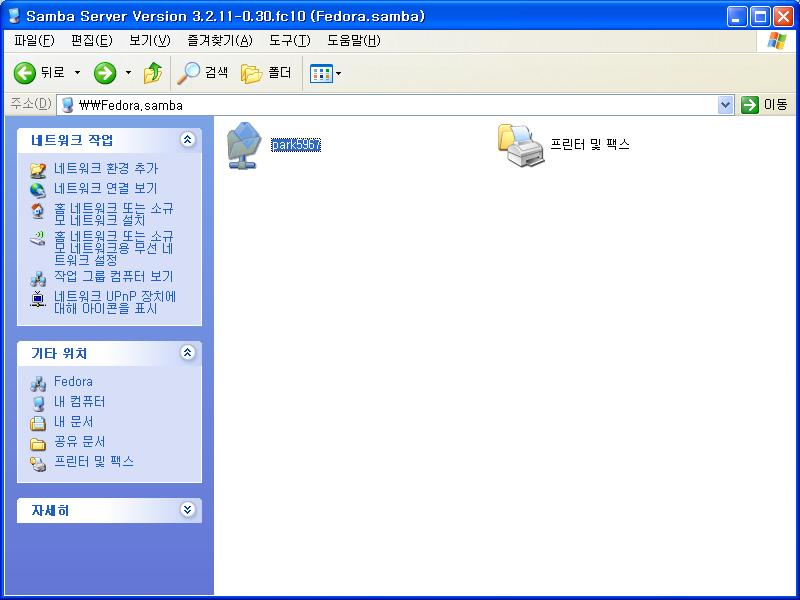 Samba Server Version 3.2.11-0.30.fc10 (Fedora.samba)
파일(F) 편집(E) 보기(V) 즐겨찾기(A) 도구(T) 도움말(H)
뒤로 검색 폴더
주소(D) ₩₩Fedora.samba 이동
네트워크 작업
네트워크 환경 추가
네트워크 연결 보기
홈 네트워크 또는 소규
모 네트워크 설치
홈 네트워크 또는 소규
모 네트워크용 무선 네
트워크 설정
작업 그룹 컴퓨터 보기
네트워크 UPnP 장치에
대해 아이콘을 표시
기타 위치
Fedora
내 컴퓨터
내 문서
공유 문서
프린터 및 팩스
자세히
park5967
프린터 및 팩스